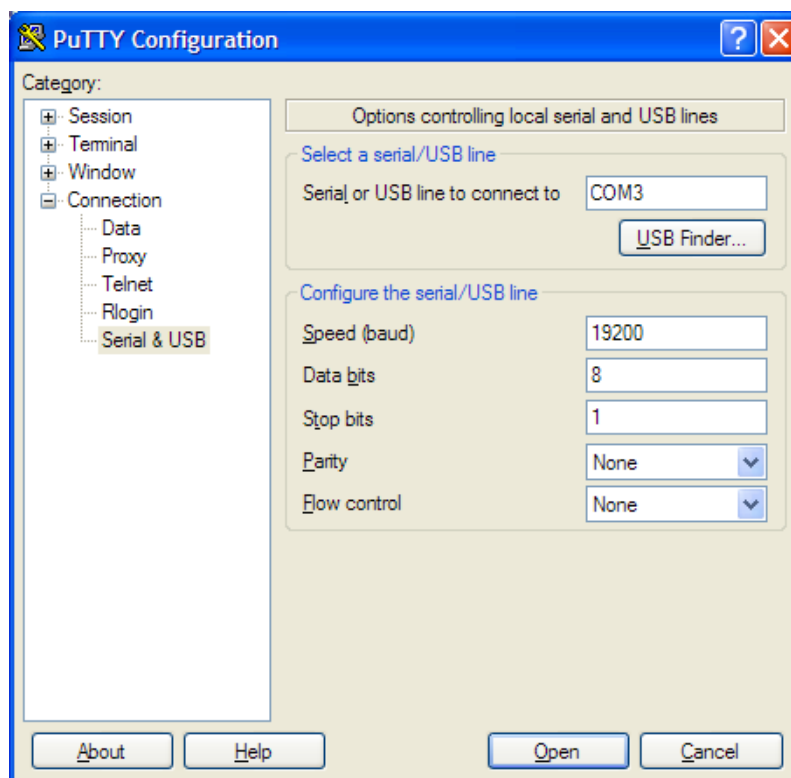 PuTTY Configuration
Category:
Session
Terminal
Window
Connection
Data
Proxy
Telnet
Rlogin
Serial & USB
Options controlling local serial and USB lines
Select a serial/USB line
Serial or USB line to connect to COM3
USB Finder...
Configure the serial/USB line
Speed (baud) 19200
Data bits 8
Stop bits 1
Parity None
Flow control None
About Help Open Cancel